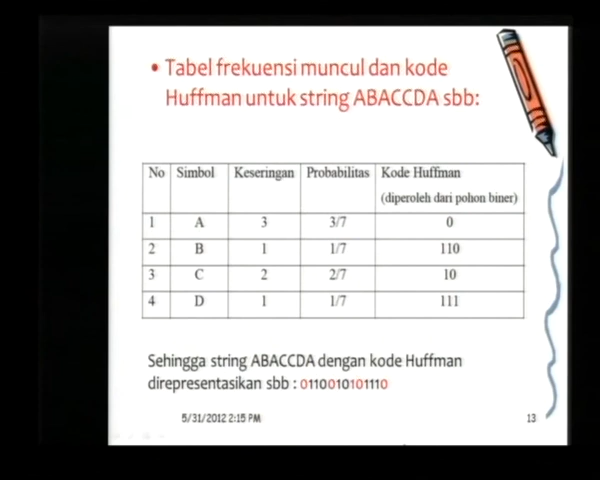 • Tabel frekuensi muncul dan kode
Huffman untuk string ABACCDA sbb:
No Simbol Keseringan Probabilitas Kode Huffman
(diperoleh dari pohon biner)
1 A 3 3/7 0
2 B 1 1/7 110
3 C 2 2/7 10
4 D 1 1/7 111
Sehingga string ABACCDA dengan kode Huffman
direpresentasikan sbb : 0110010101110
5/31/2012 2:15 PM 13